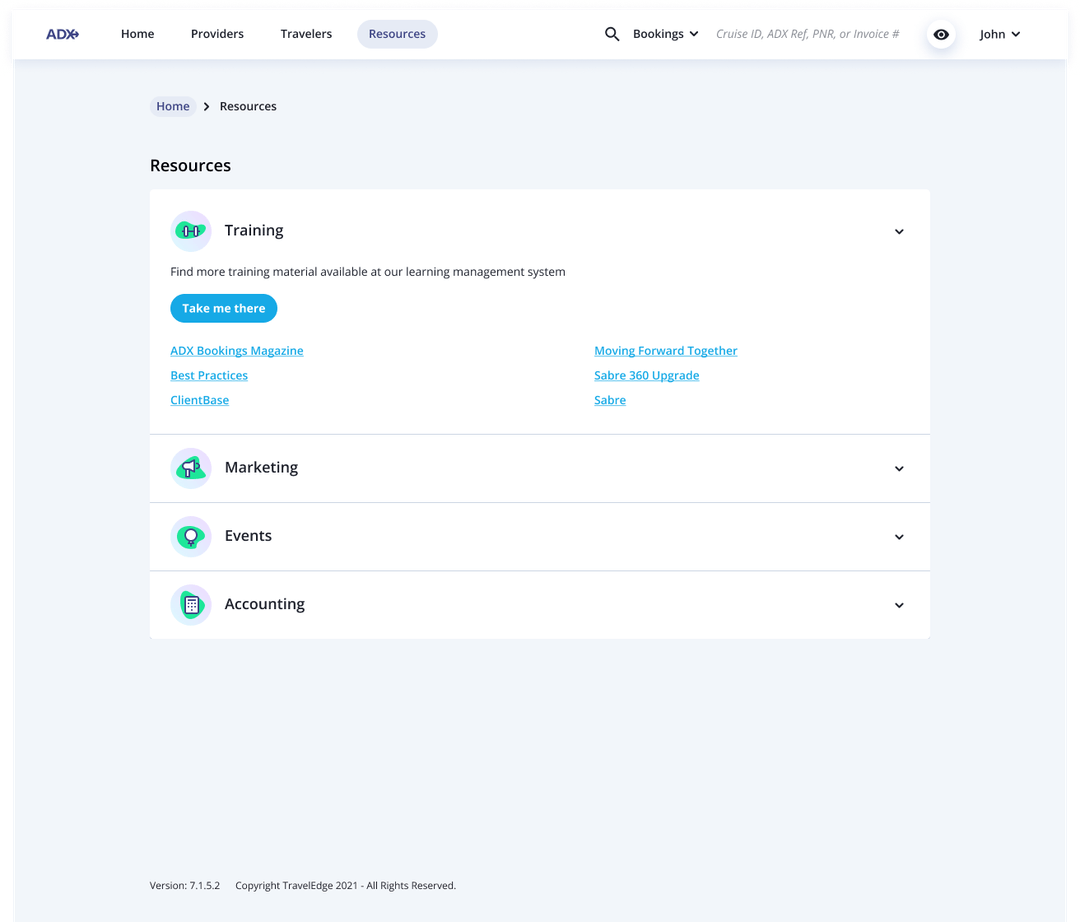 ADX
Home Providers Travelers Resources Bookings Cruise ID, ADX Ref, PNR, or Invoice # John
Home Resources
Resources
Training
Find more training material available at our learning management system
Take me there
ADX Bookings Magazine
Best Practices
ClientBase
Moving Forward Together
Sabre 360 Upgrade
Sabre
Marketing
Events
Accounting
Version: 7.1.5.2 Copyright TravelEdge 2021 - All Rights Reserved.